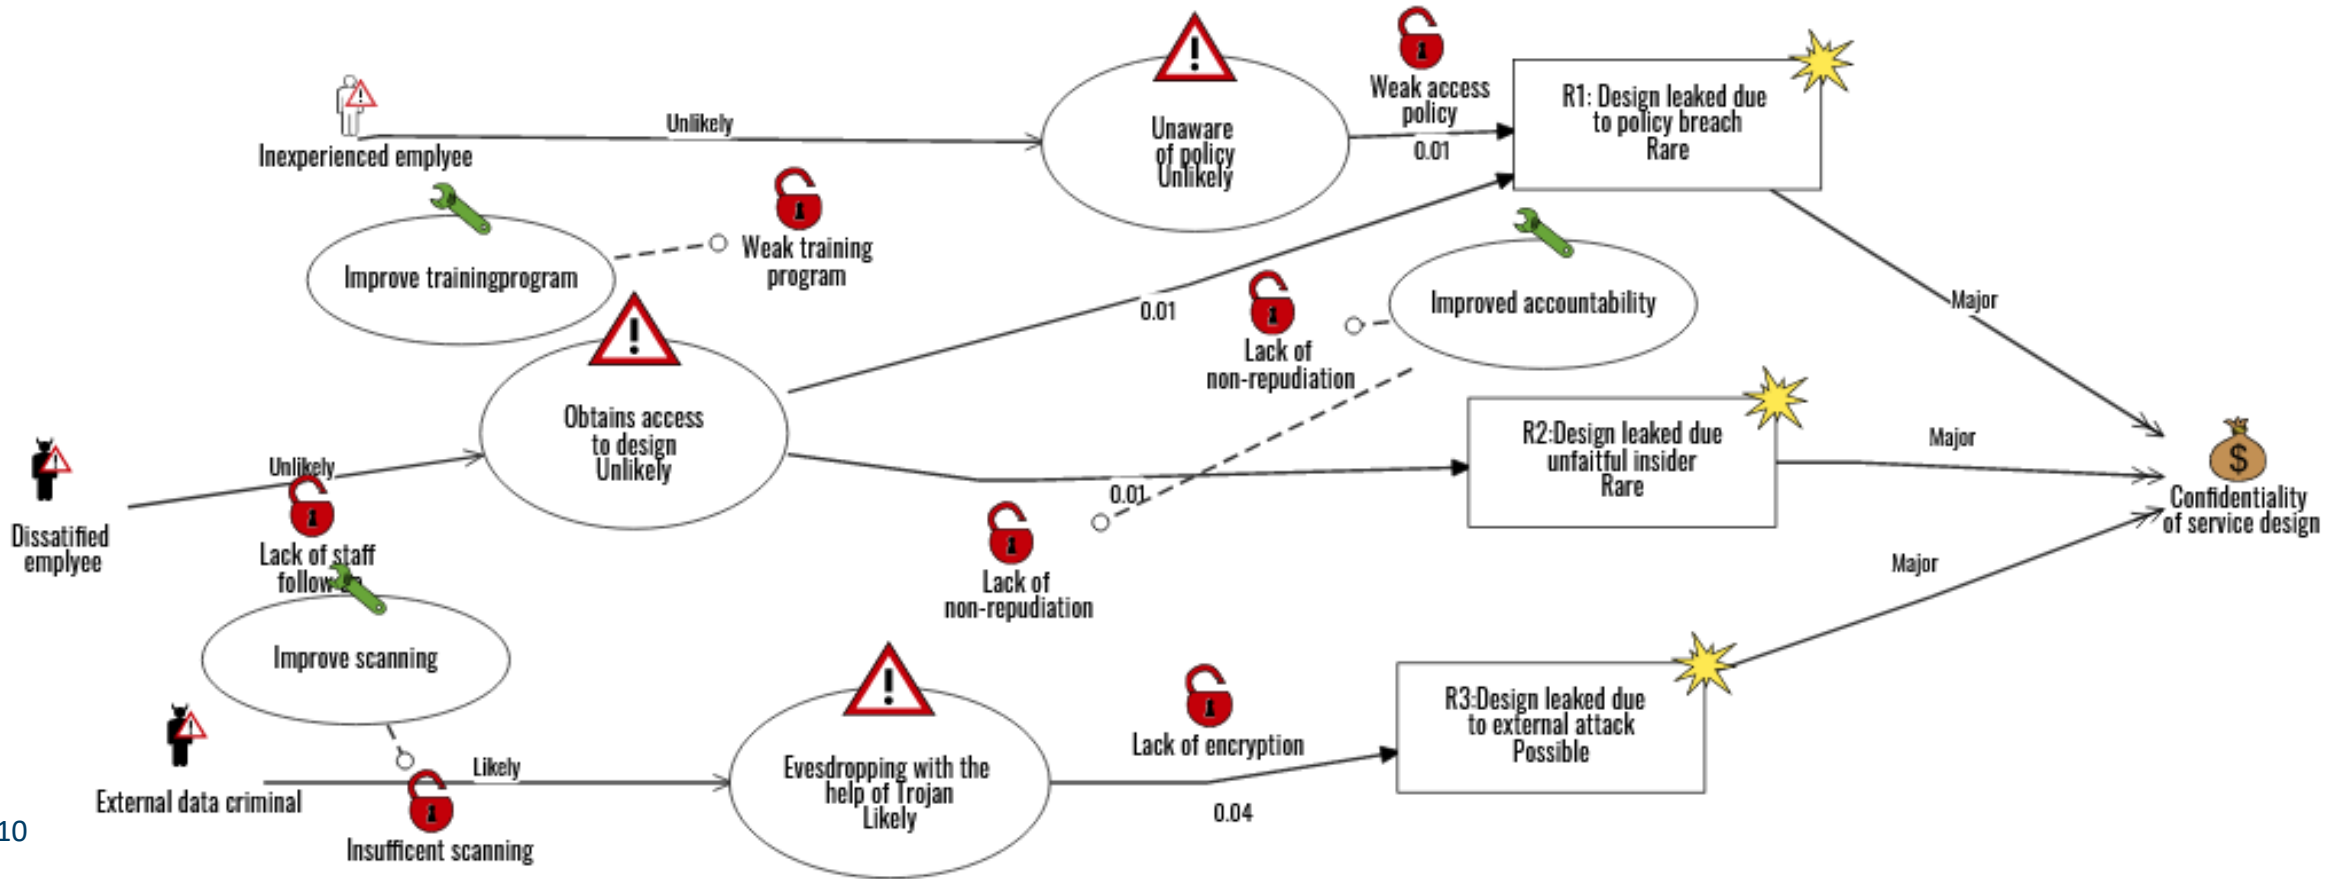 Weak access
policy
R1: Design leaked due
to policy breach
Rare
Unlikely
Unaware
of policy
Unlikely
0.01
Inexperienced emplyee
Weak training
program
Improve trainingprogram
Improved accountability
0.01
Major
Lack of
non-repudiation
Obtains access
to design
Unlikely
R2:Design leaked due
unfaitful insider
Rare
Major
Unlikely
0.01
Confidentiality
of service design
Dissatified
emplyee
Lack of staff
follow
Lack of
non-repudiation
Major
Improve scanning
R3:Design leaked due
to external attack
Possible
Lack of encryption
Likely
Evesdropping with the
help of Trojan
Likely
External data criminal
0.04
10
Insufficent scanning